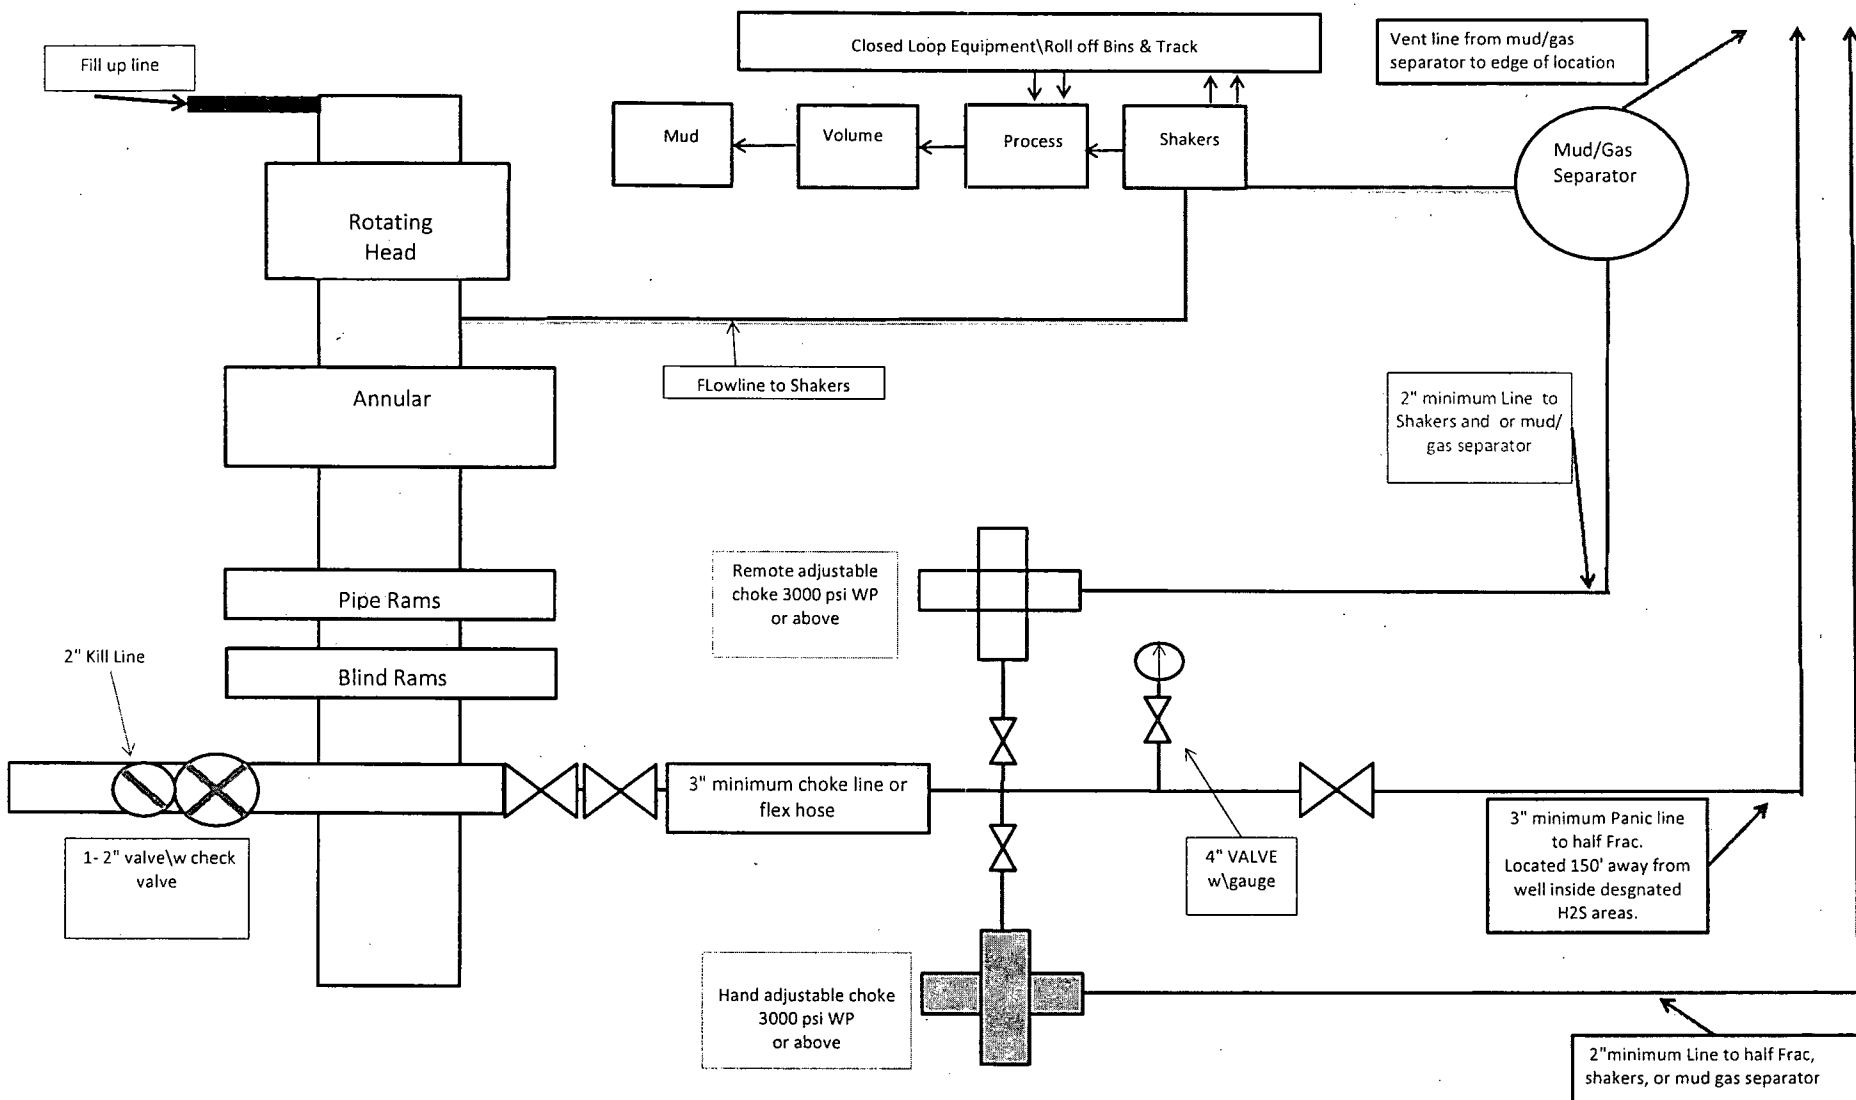 Closed Loop Equipment\Roll off Bins & Track
Vent line from mud/gas
separator to edge of location
Fill up line
Mud
Volume
Process
Shakers
Mud/Gas
Separator
Rotating
Head
FLowline to Shakers
Annular
2" minimum Line to
Shakers and or mud/
gas separator
Remote adjustable
choke 3000 psi WP
or above
Pipe Rams
2" Kill Line
Blind Rams
3" minimum choke line or
flex hose
1- 2" valve\w check
valve
4" VALVE
w\gauge
3" minimum Panic line
to half Frac.
Located 150' away from
well inside desgnated
H2S areas.
Hand adjustable choke
3000 psi WP
or above
2"minimum Line to half Frac,
shakers, or mud gas separator